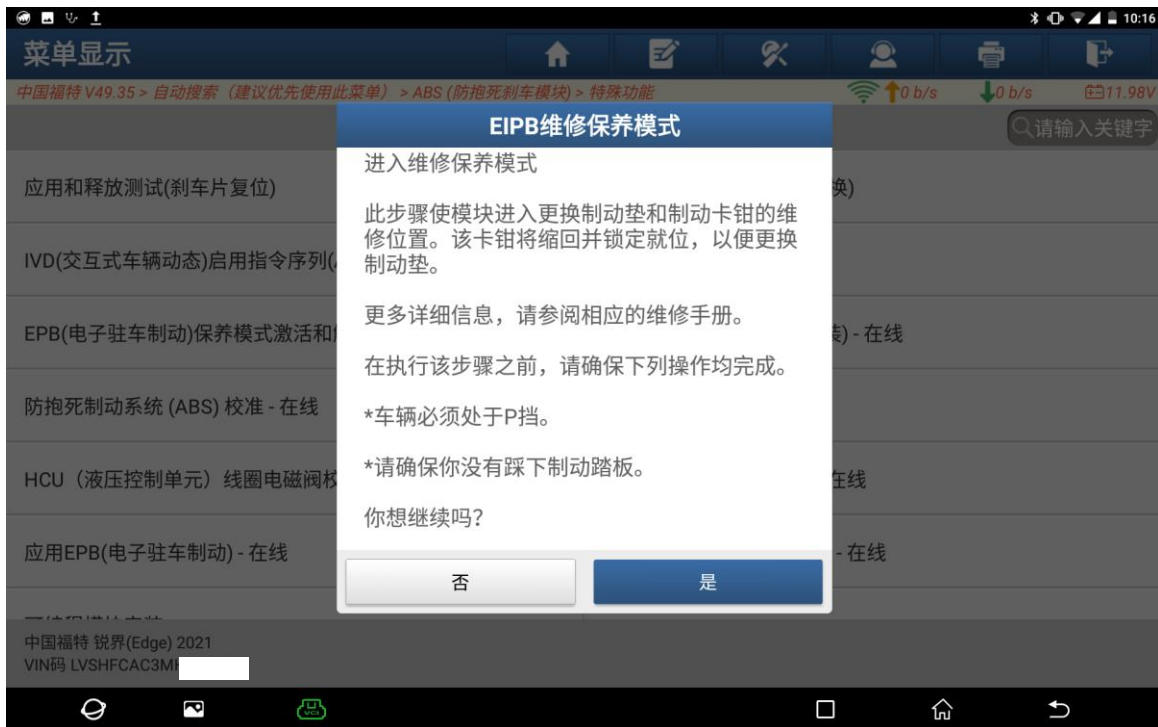 10:16
菜单显示
中国福特 V49.35 > 自动搜索（建议优先使用此菜单）> ABS (防抱死刹车模块) > 特殊功能
0 b/s
0 b/s
11.98V
请输入关键字
EIPB维修保养模式
进入维修保养模式
此步骤使模块进入更换制动垫和制动卡钳的维
修位置。该卡钳将缩回并锁定就位，以便更换
制动垫。
更多详细信息，请参阅相应的维修手册。
在执行该步骤之前，请确保下列操作均完成。
*车辆必须处于P挡。
*请确保你没有踩下制动踏板。
你想继续吗?
否
是
应用和释放测试(刹车片复位)
换)
IVD(交互式车辆动态)启用指令序列(
EPB(电子驻车制动)保养模式激活和
装) - 在线
防抱死制动系统 (ABS) 校准 - 在线
HCU（液压控制单元）线圈电磁阀校
在线
应用EPB(电子驻车制动) - 在线
- 在线
中国福特 锐界(Edge) 2021
VIN码 LVSHFCAC3M
VCI